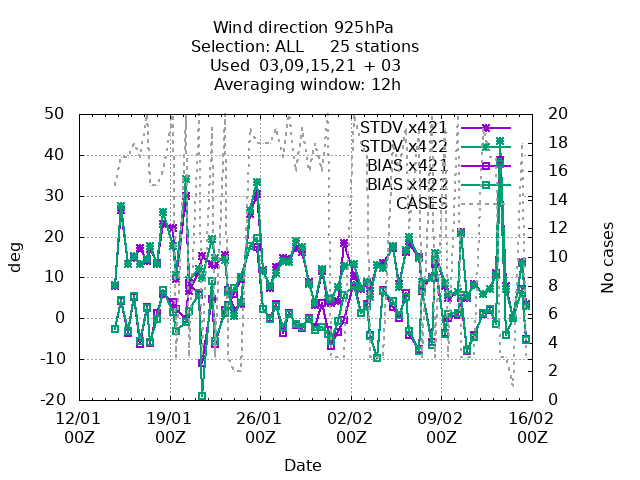 Wind direction 925hPa
Selection: ALL 25 stations
Used 03,09,15,21 + 03
Averaging window: 12h
STDV x421
STDV x422
BIAS x421
BIAS x422
CASES
50
40
30
20
10
0
-10
-20
deg
20
18
16
14
12
10
8
6
4
2
0
No cases
12/01 19/01 26/01 02/02 09/02 16/02
00Z 00Z 00Z 00Z 00Z 00Z
Date